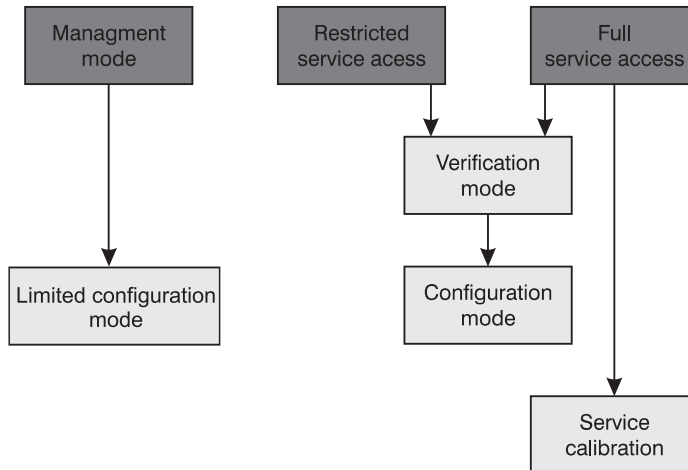 Managment
mode
Restricted
service acess
Full
service access
Verification
mode
Limited configuration
mode
Configuration
mode
Service
calibration